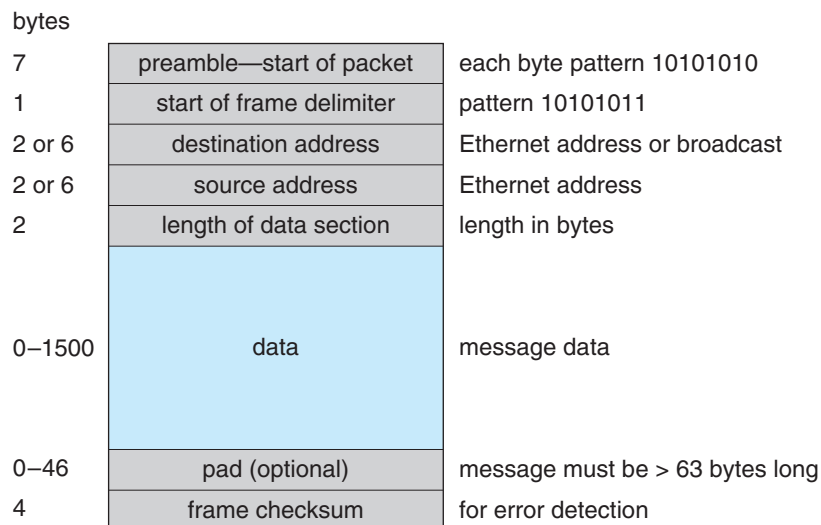 bytes
7 preamble—start of packet each byte pattern 10101010
1 start of frame delimiter pattern 10101011
2 or 6 destination address Ethernet address or broadcast
2 or 6 source address Ethernet address
2 length of data section length in bytes
0–1500 data message data
0–46 pad (optional) message must be > 63 bytes long
4 frame checksum for error detection